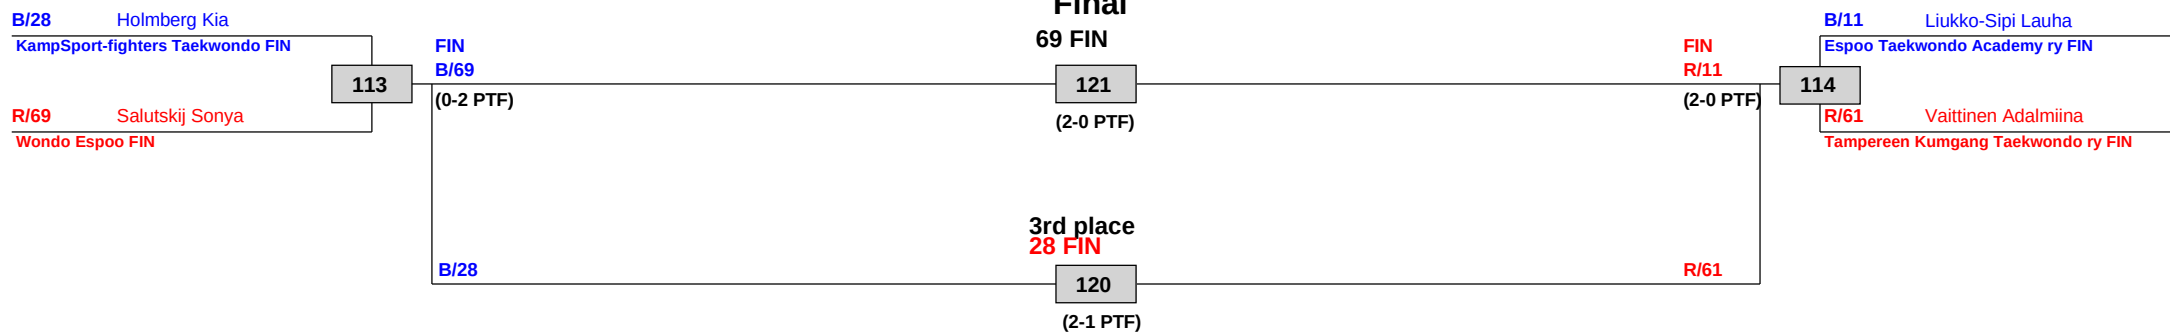 Final
B/28 Holmberg Kia
B/11 Liukko-Sipi Lauha
69 FIN
KampSport-fighters Taekwondo FIN
FIN
FIN
Espoo Taekwondo Academy ry FIN
B/69
R/11
113
121
114
(0-2 PTF)
(2-0 PTF)
R/69 Salutskij Sonya
(2-0 PTF)
R/61 Vaittinen Adalmiina
Wondo Espoo FIN
Tampereen Kumgang Taekwondo ry FIN
3rd place
28 FIN
B/28
R/61
120
(2-1 PTF)